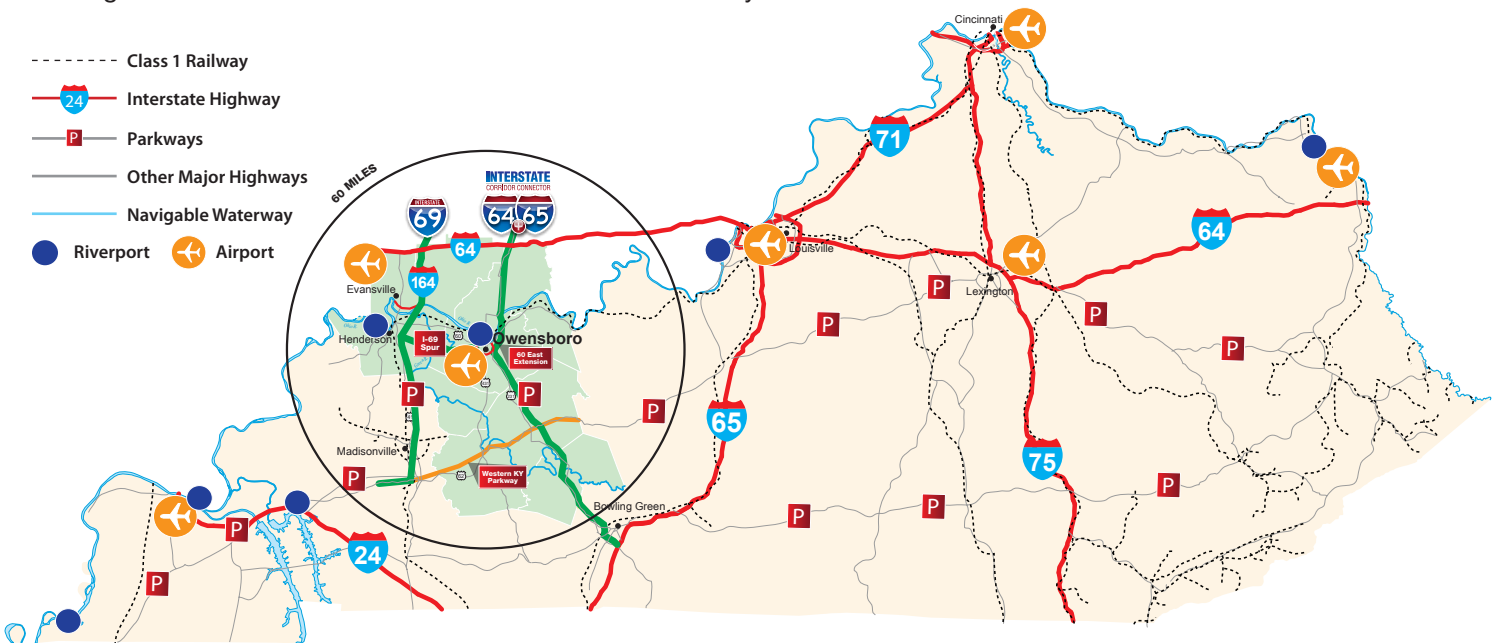 Class 1 Railway
24
Interstate Highway
P
Parkways
Other Major Highways
Navigable Waterway
Riverport
Airport
60 MILES
INTERSTATE
CORRIDOR CONNECTOR
INTERSTATE
69
64
65
64
164
Evansville
Henderson
I-69
Spur
60
Owensboro
60 East
Extension
P
P
P
Madisonville
P
Western KY
Parkway
Bowling Green
Cincinnati
71
Louisville
64
Lexington
P
P
P
P
65
75
P
P
P
P
24
P